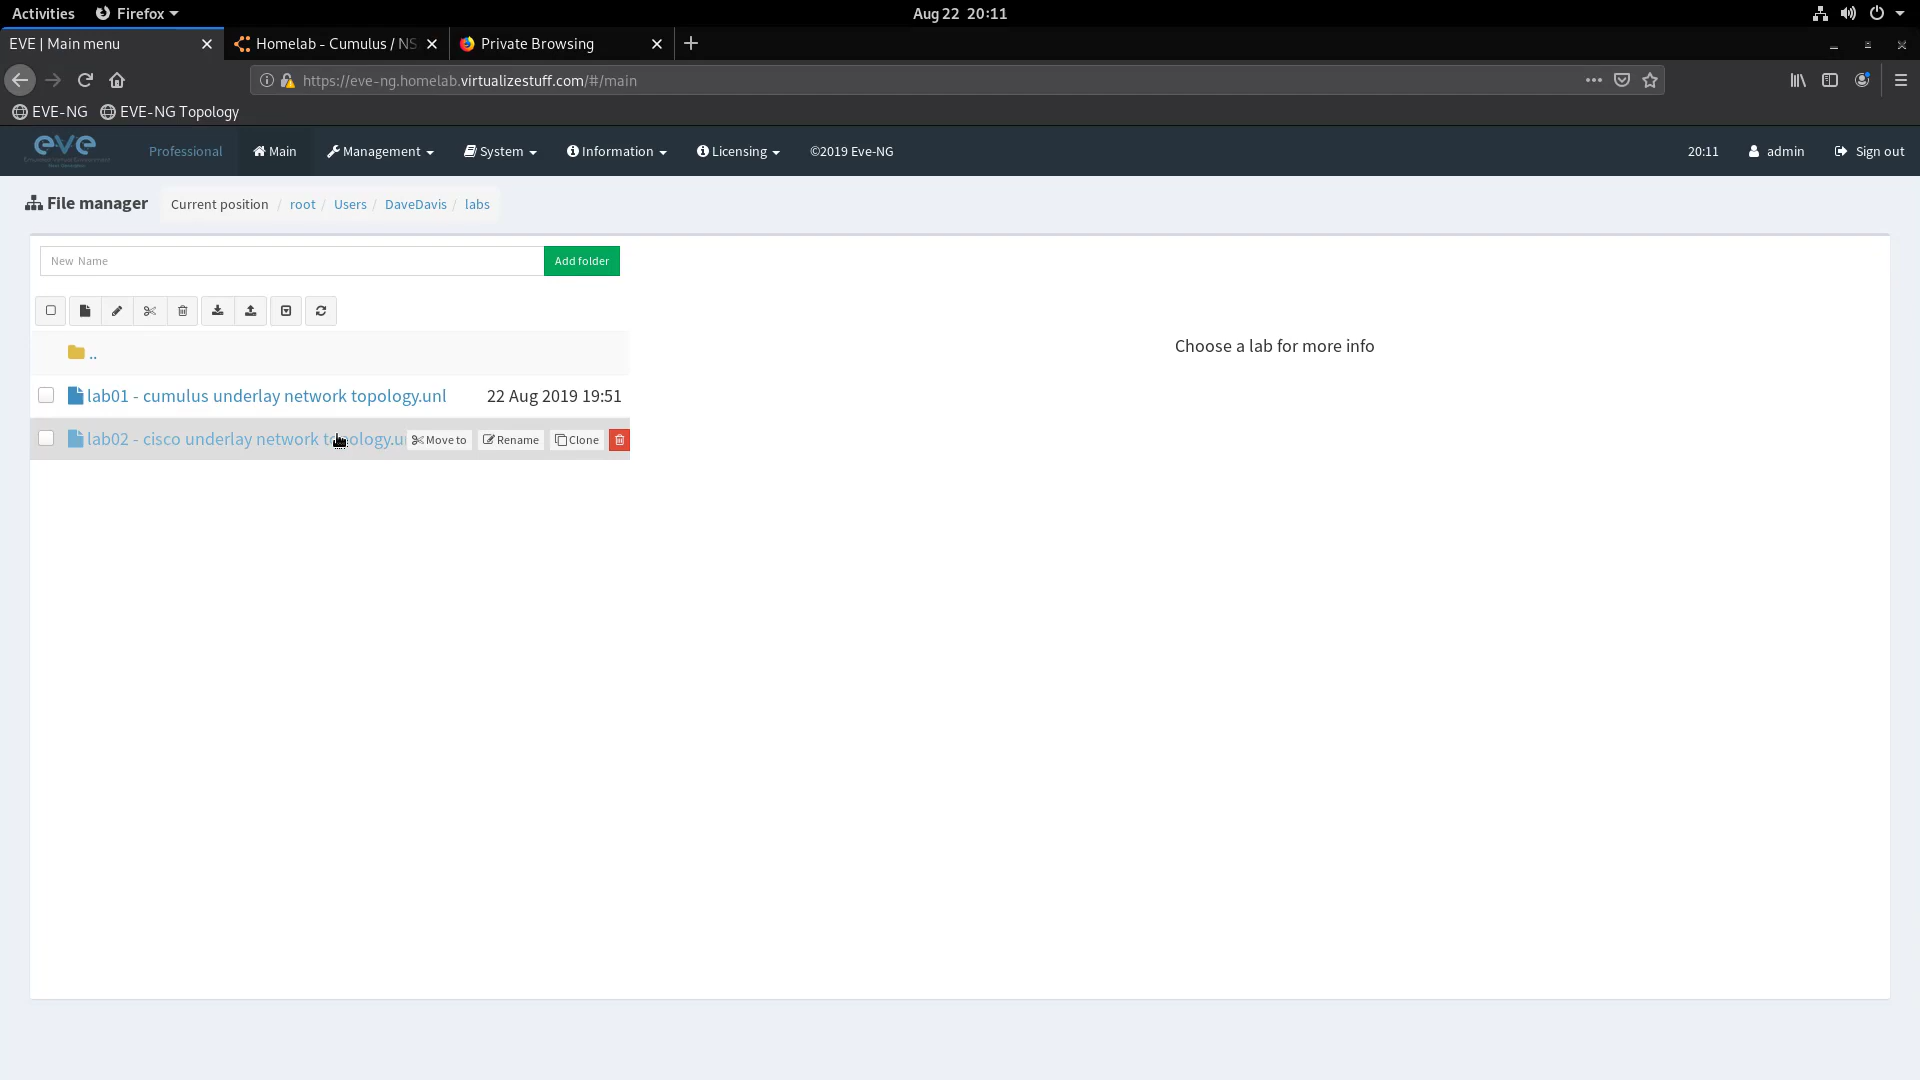 Activities Firefox Aug 22 20:11
EVE | Main menu Homelab - Cumulus / NS Private Browsing
https://eve-ng.homelab.virtualizestuff.com/#/main
EVE-NG EVE-NG Topology
eve Professional Main Management System Information Licensing ©2019 Eve-NG 20:11 admin Sign out
File manager Current position / root / Users / DaveDavis / labs
New Name Add folder
..
Choose a lab for more info
lab01 - cumulus underlay network topology.unl 22 Aug 2019 19:51
lab02 - cisco underlay network topology.u Move to Rename Clone